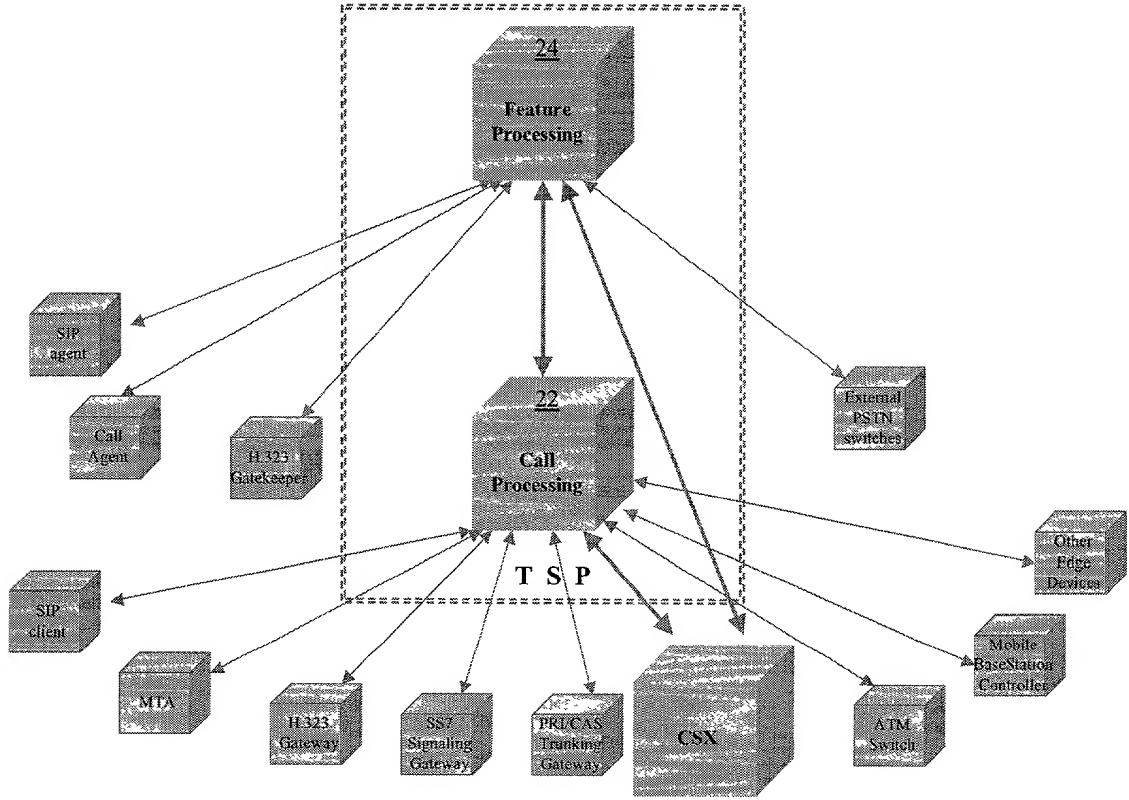 24
Feature
Processing
SIP
agent
Call
Agent
H.323
Gatekeeper
External
PSTN
switches
22
Call
Processing
T S P
Other
Edge
Devices
SIP
client
Mobile
BaseStation
Controller
MTA
H.323
Gateway
SS7
Signaling
Gateway
PRI/CAS
Trunking
Gateway
CSX
ATM
Switch